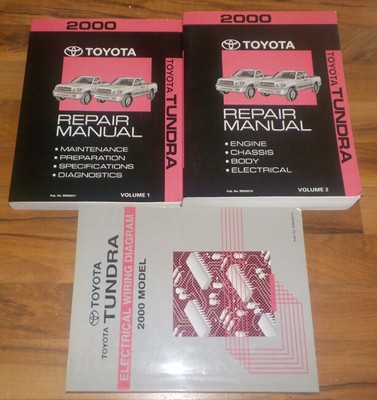 2000
TOYOTA
TOYOTA TUNDRA
REPAIR
MANUAL
MAINTENANCE
PREPARATION
SPECIFICATIONS
DIAGNOSTICS
VOLUME 1
2000
TOYOTA
TOYOTA TUNDRA
REPAIR
MANUAL
ENGINE
CHASSIS
BODY
ELECTRICAL
VOLUME 2
TOYOTA
TOYOTA TUNDRA
ELECTRICAL WIRING DIAGRAM
2000 MODEL